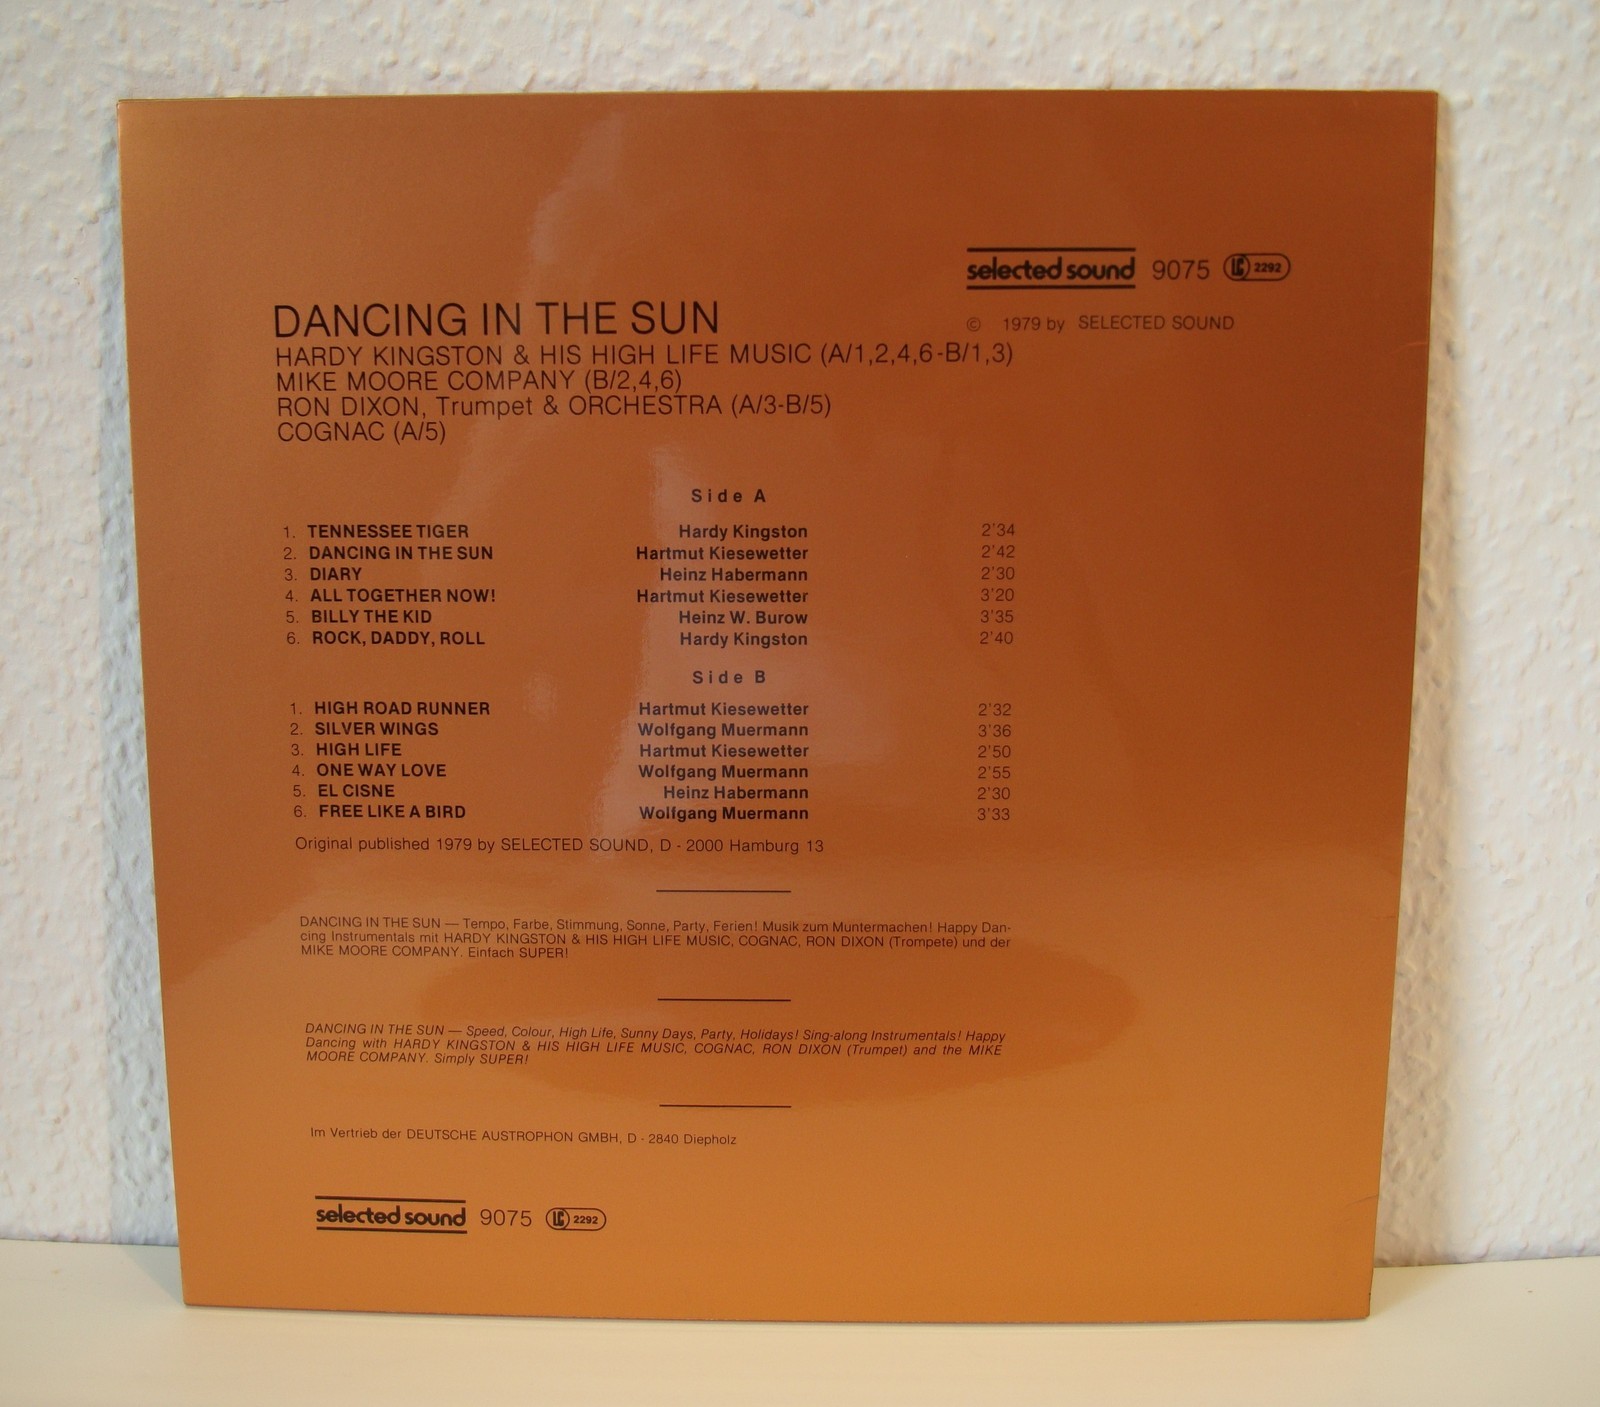 selected sound 9075 LC 2292
DANCING IN THE SUN
© 1979 by SELECTED SOUND
HARDY KINGSTON & HIS HIGH LIFE MUSIC (A/1,2,4,6-B/1,3)
MIKE MOORE COMPANY (B/2,4,6)
RON DIXON, Trumpet & ORCHESTRA (A/3-B/5)
COGNAC (A/5)
Side A
1. TENNESSEE TIGER Hardy Kingston 2'34
2. DANCING IN THE SUN Hartmut Kiesewetter 2'42
3. DIARY Heinz Habermann 2'30
4. ALL TOGETHER NOW! Hartmut Kiesewetter 3'20
5. BILLY THE KID Heinz W. Burow 3'35
6. ROCK, DADDY, ROLL Hardy Kingston 2'40
Side B
1. HIGH ROAD RUNNER Hartmut Kiesewetter 2'32
2. SILVER WINGS Wolfgang Muermann 3'36
3. HIGH LIFE Hartmut Kiesewetter 2'50
4. ONE WAY LOVE Wolfgang Muermann 2'55
5. EL CISNE Heinz Habermann 2'30
6. FREE LIKE A BIRD Wolfgang Muermann 3'33
Original published 1979 by SELECTED SOUND, D - 2000 Hamburg 13
DANCING IN THE SUN — Tempo, Farbe, Stimmung, Sonne, Party, Ferien! Musik zum Muntermachen! Happy Dan-
cing Instrumentals mit HARDY KINGSTON & HIS HIGH LIFE MUSIC, COGNAC, RON DIXON (Trompete) und der
MIKE MOORE COMPANY. Einfach SUPER!
DANCING IN THE SUN — Speed, Colour, High Life, Sunny Days, Party, Holidays! Sing-along Instrumentals! Happy
Dancing with HARDY KINGSTON & HIS HIGH LIFE MUSIC, COGNAC, RON DIXON (Trumpet) and the MIKE
MOORE COMPANY. Simply SUPER!
Im Vertrieb der DEUTSCHE AUSTROPHON GMBH, D - 2840 Diepholz
selected sound 9075 LC 2292